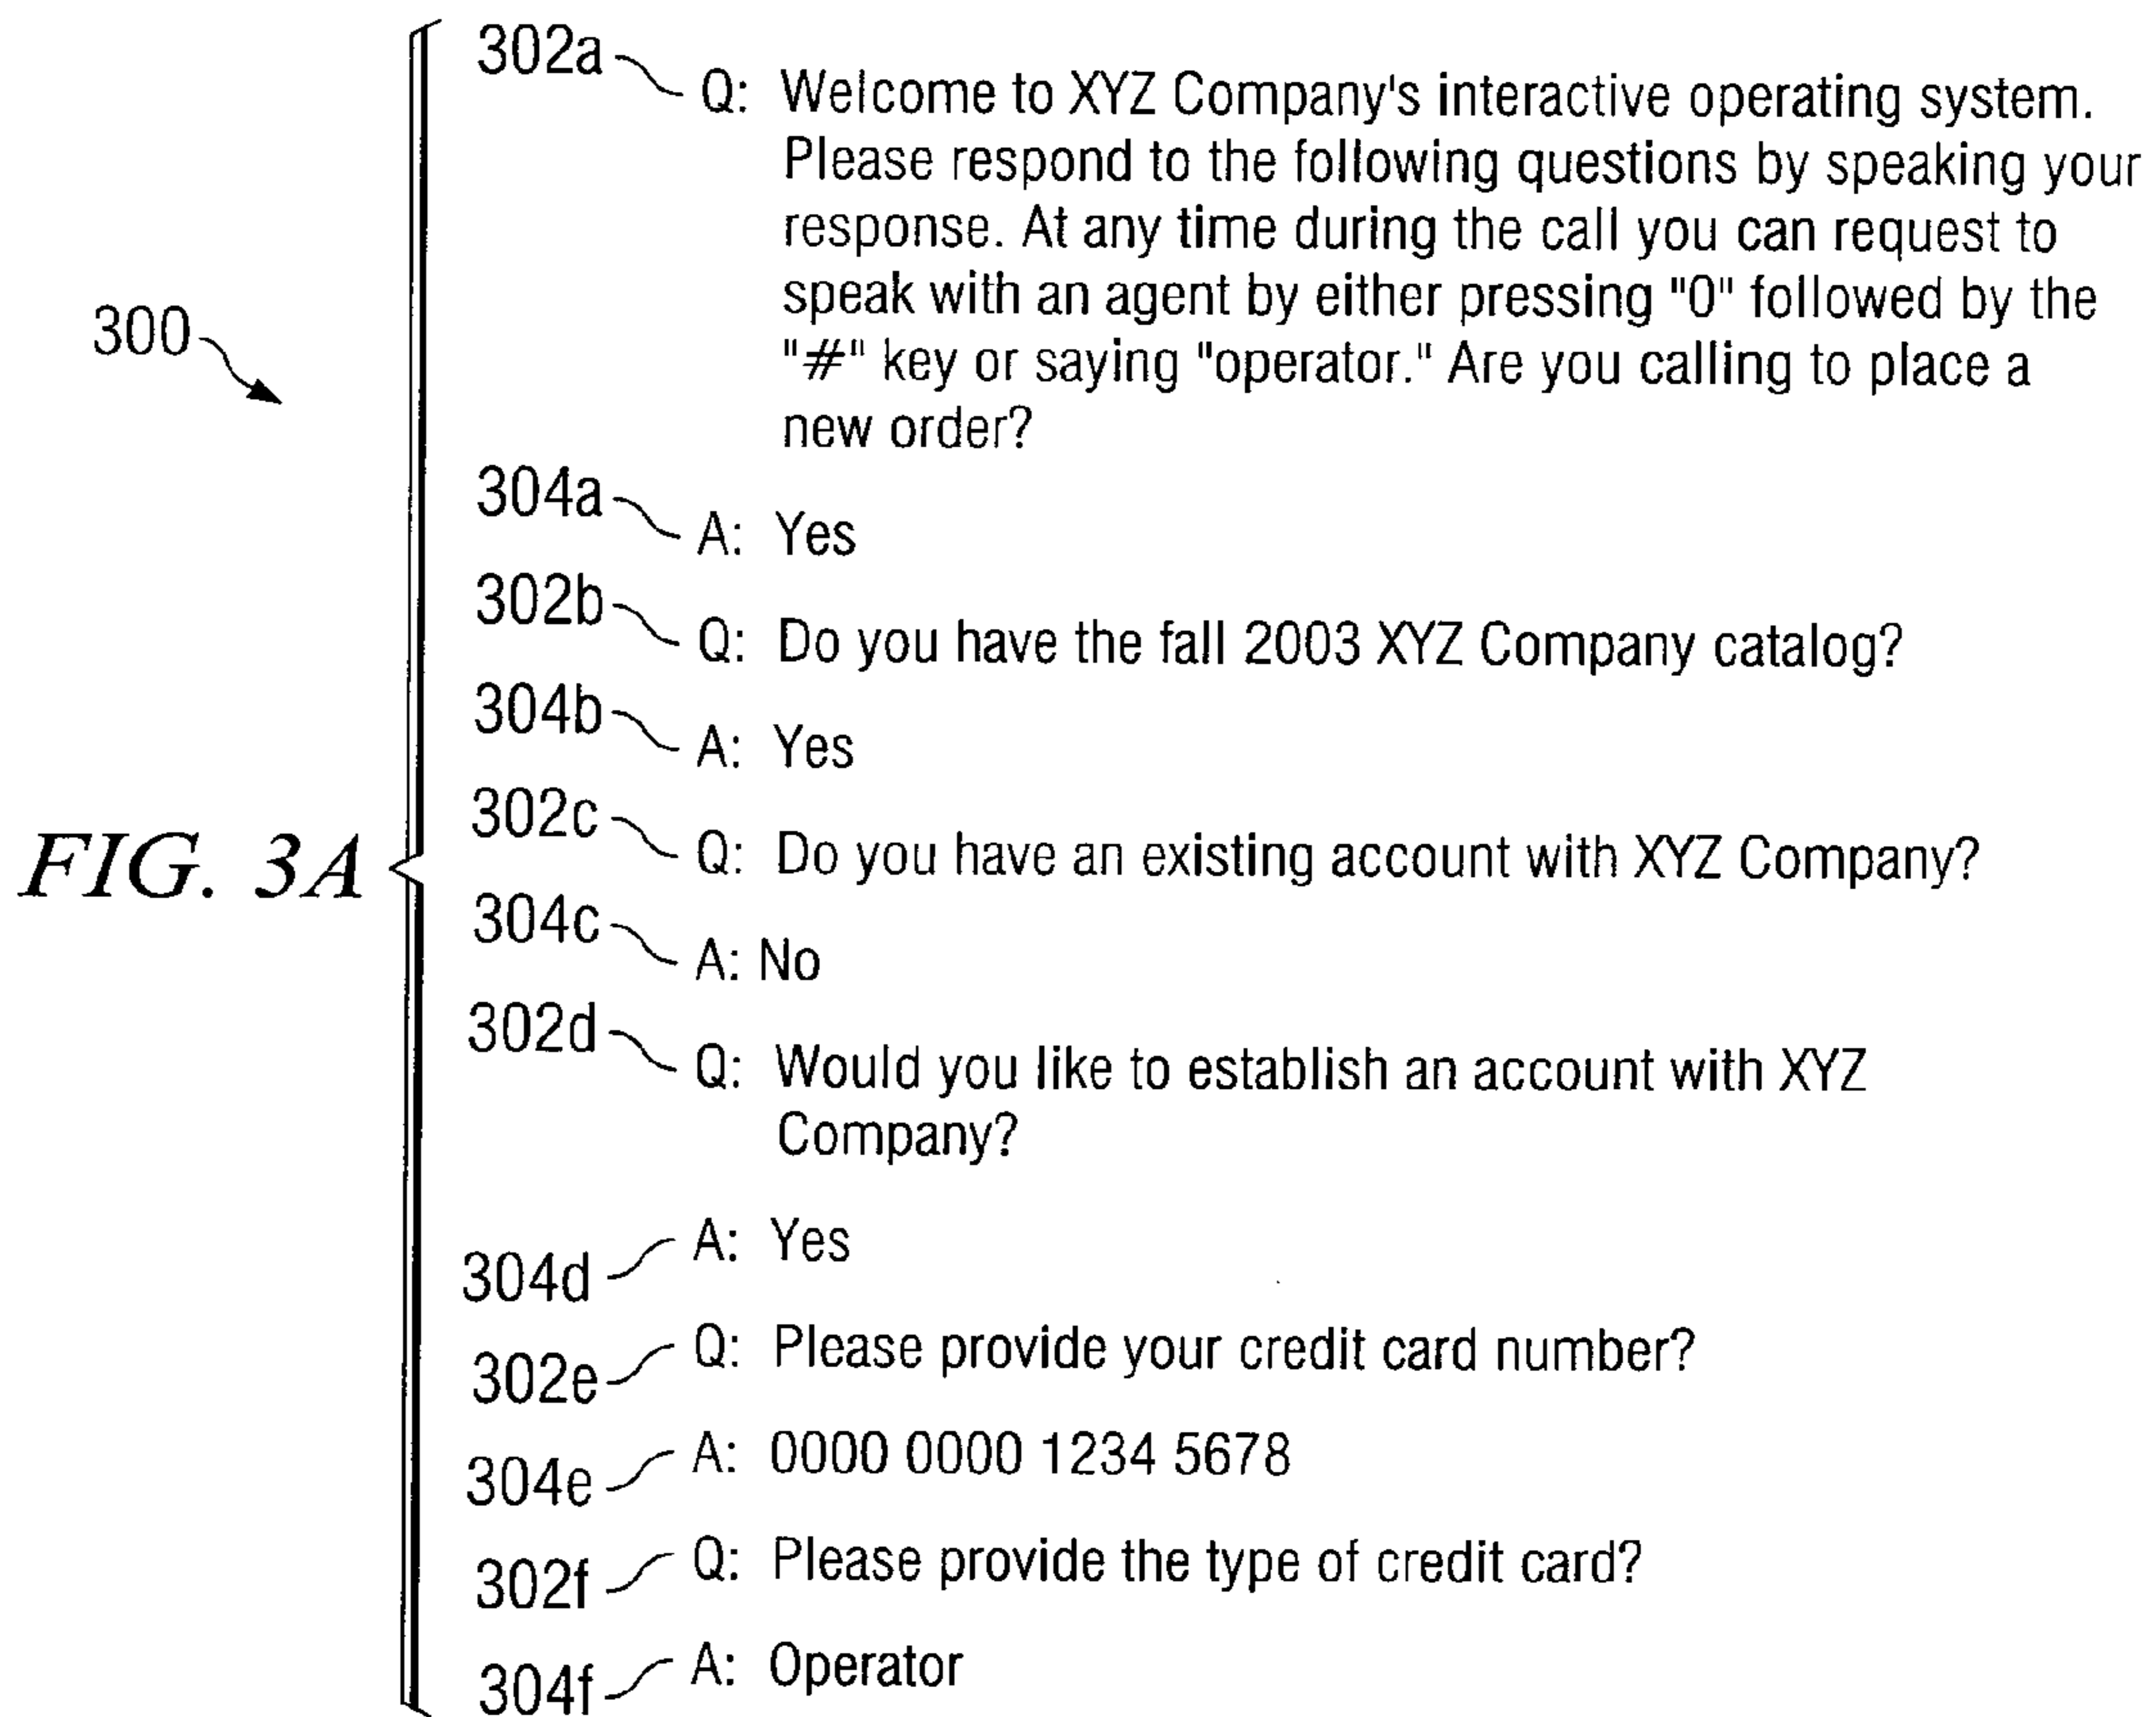 302a
Q: Welcome to XYZ Company's interactive operating system.
Please respond to the following questions by speaking your
response. At any time during the call you can request to
speak with an agent by either pressing "0" followed by the
"#" key or saying "operator." Are you calling to place a
new order?
300
304a
A: Yes
302b
Q: Do you have the fall 2003 XYZ Company catalog?
304b
A: Yes
302c
Q: Do you have an existing account with XYZ Company?
FIG. 3A
304c
A: No
302d
Q: Would you like to establish an account with XYZ
Company?
A: Yes
304d
Q: Please provide your credit card number?
302e
A: 0000 0000 1234 5678
304e
Q: Please provide the type of credit card?
302f
A: Operator
304f